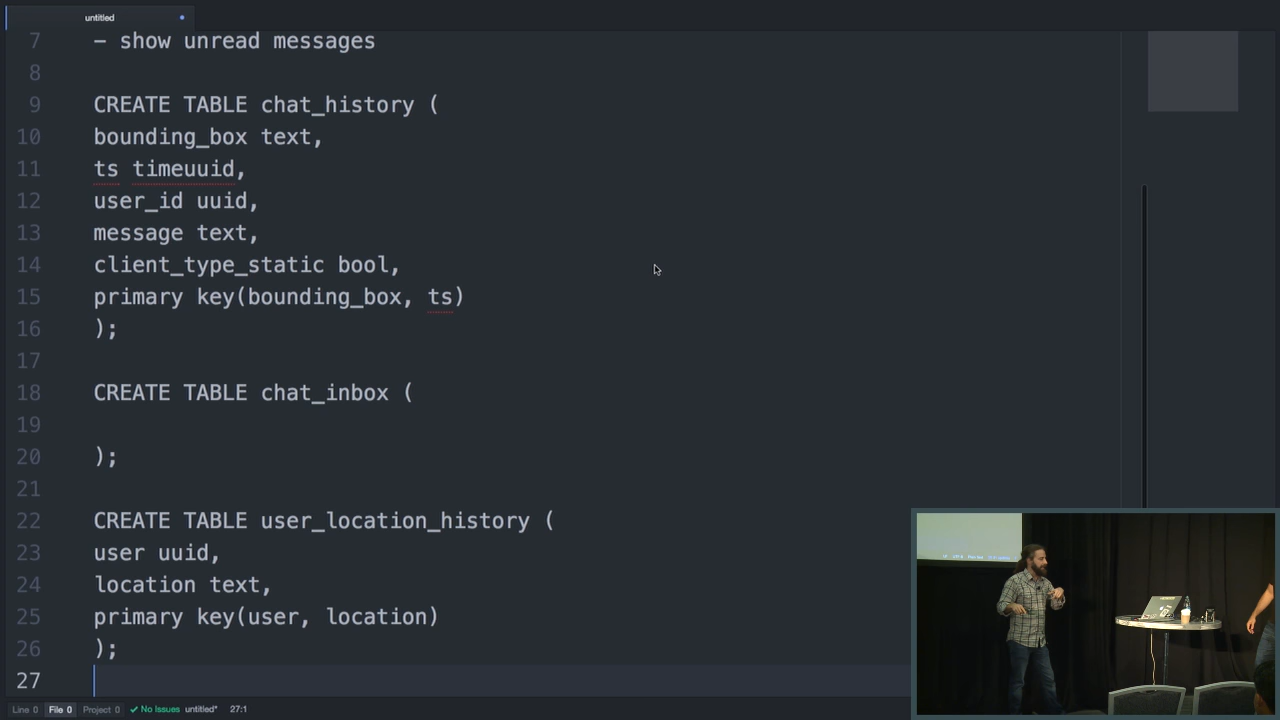 untitled
7 – show unread messages
8
9 CREATE TABLE chat_history (
10 bounding_box text,
11 ts timeuuid,
12 user_id uuid,
13 message text,
14 client_type_static bool,
15 primary key(bounding_box, ts)
16 );
17
18 CREATE TABLE chat_inbox (
19
20 );
21
22 CREATE TABLE user_location_history (
23 user uuid,
24 location text,
25 primary key(user, location)
26 );
27
Line 0 File 0 Project 0 ✓ No Issues untitled* 27:1